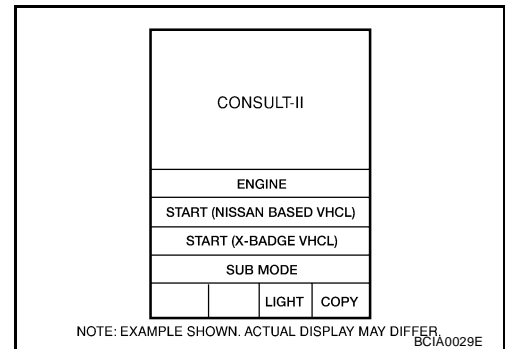 CONSULT-II
ENGINE
START (NISSAN BASED VHCL)
START (X-BADGE VHCL)
SUB MODE
LIGHT COPY
NOTE: EXAMPLE SHOWN. ACTUAL DISPLAY MAY DIFFER.
BCIA0029E